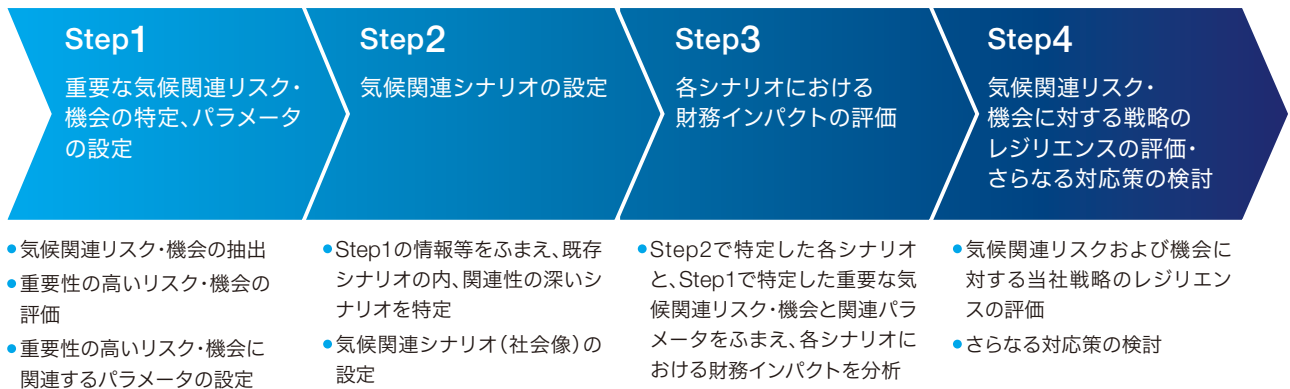 Step1
重要な気候関連リスク・
機会の特定、パラメータ
の設定
Step2
気候関連シナリオの設定
Step3
各シナリオにおける
財務インパクトの評価
Step4
気候関連リスク・
機会に対する戦略の
レジリエンスの評価・
さらなる対応策の検討
●気候関連リスク・機会の抽出
●重要性の高いリスク・機会の
評価
●重要性の高いリスク・機会に
関連するパラメータの設定
●Step1の情報等をふまえ、既存
シナリオの内、関連性の深いシ
ナリオを特定
●気候関連シナリオ（社会像）の
設定
●Step2で特定した各シナリオ
と、Step1で特定した重要な気
候関連リスク・機会と関連パラ
メータをふまえ、各シナリオに
おける財務インパクトを分析
●気候関連リスクおよび機会に
対する当社戦略のレジリエン
スの評価
●さらなる対応策の検討